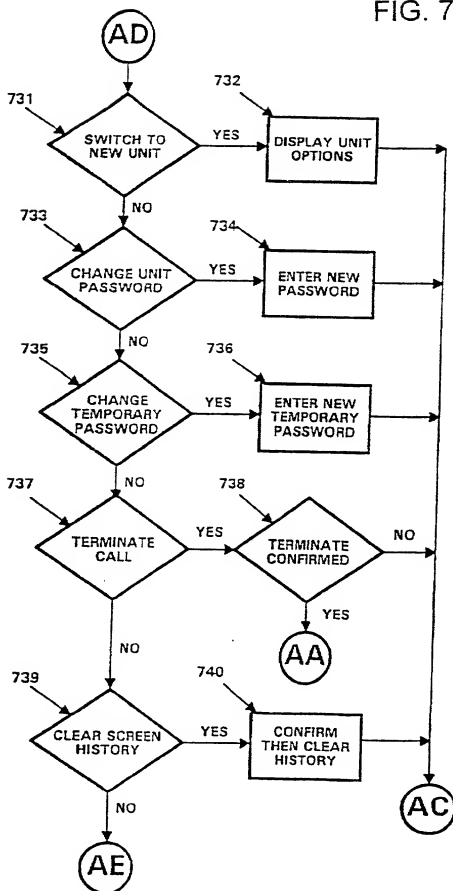 FIG. 7
AD
731
732
SWITCH TO
NEW UNIT
YES
DISPLAY UNIT
OPTIONS
NO
733
734
CHANGE UNIT
PASSWORD
YES
ENTER NEW
PASSWORD
NO
735
736
CHANGE
TEMPORARY
PASSWORD
YES
ENTER NEW
TEMPORARY
PASSWORD
NO
737
738
TERMINATE
CALL
YES
TERMINATE
CONFIRMED
NO
YES
AA
NO
739
740
CLEAR SCREEN
HISTORY
YES
CONFIRM
THEN CLEAR
HISTORY
NO
AC
AE